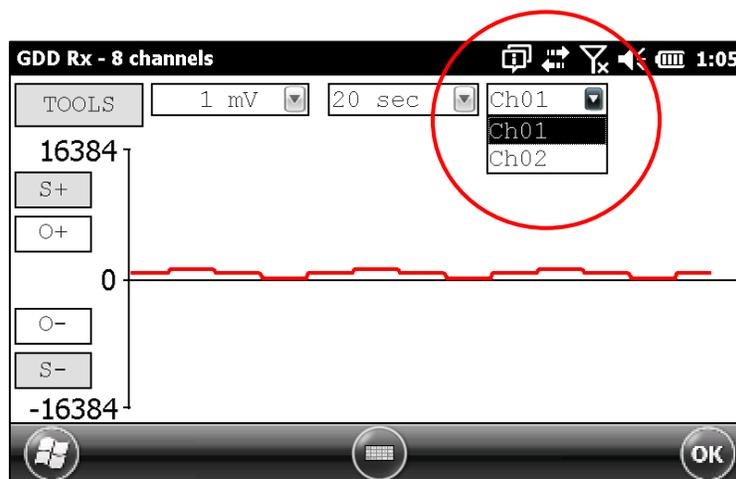 GDD Rx - 8 channels 1:05
TOOLS 1 mV 20 sec Ch01
Ch01
Ch02
16384
S+
O+
0
O-
S-
-16384
OK